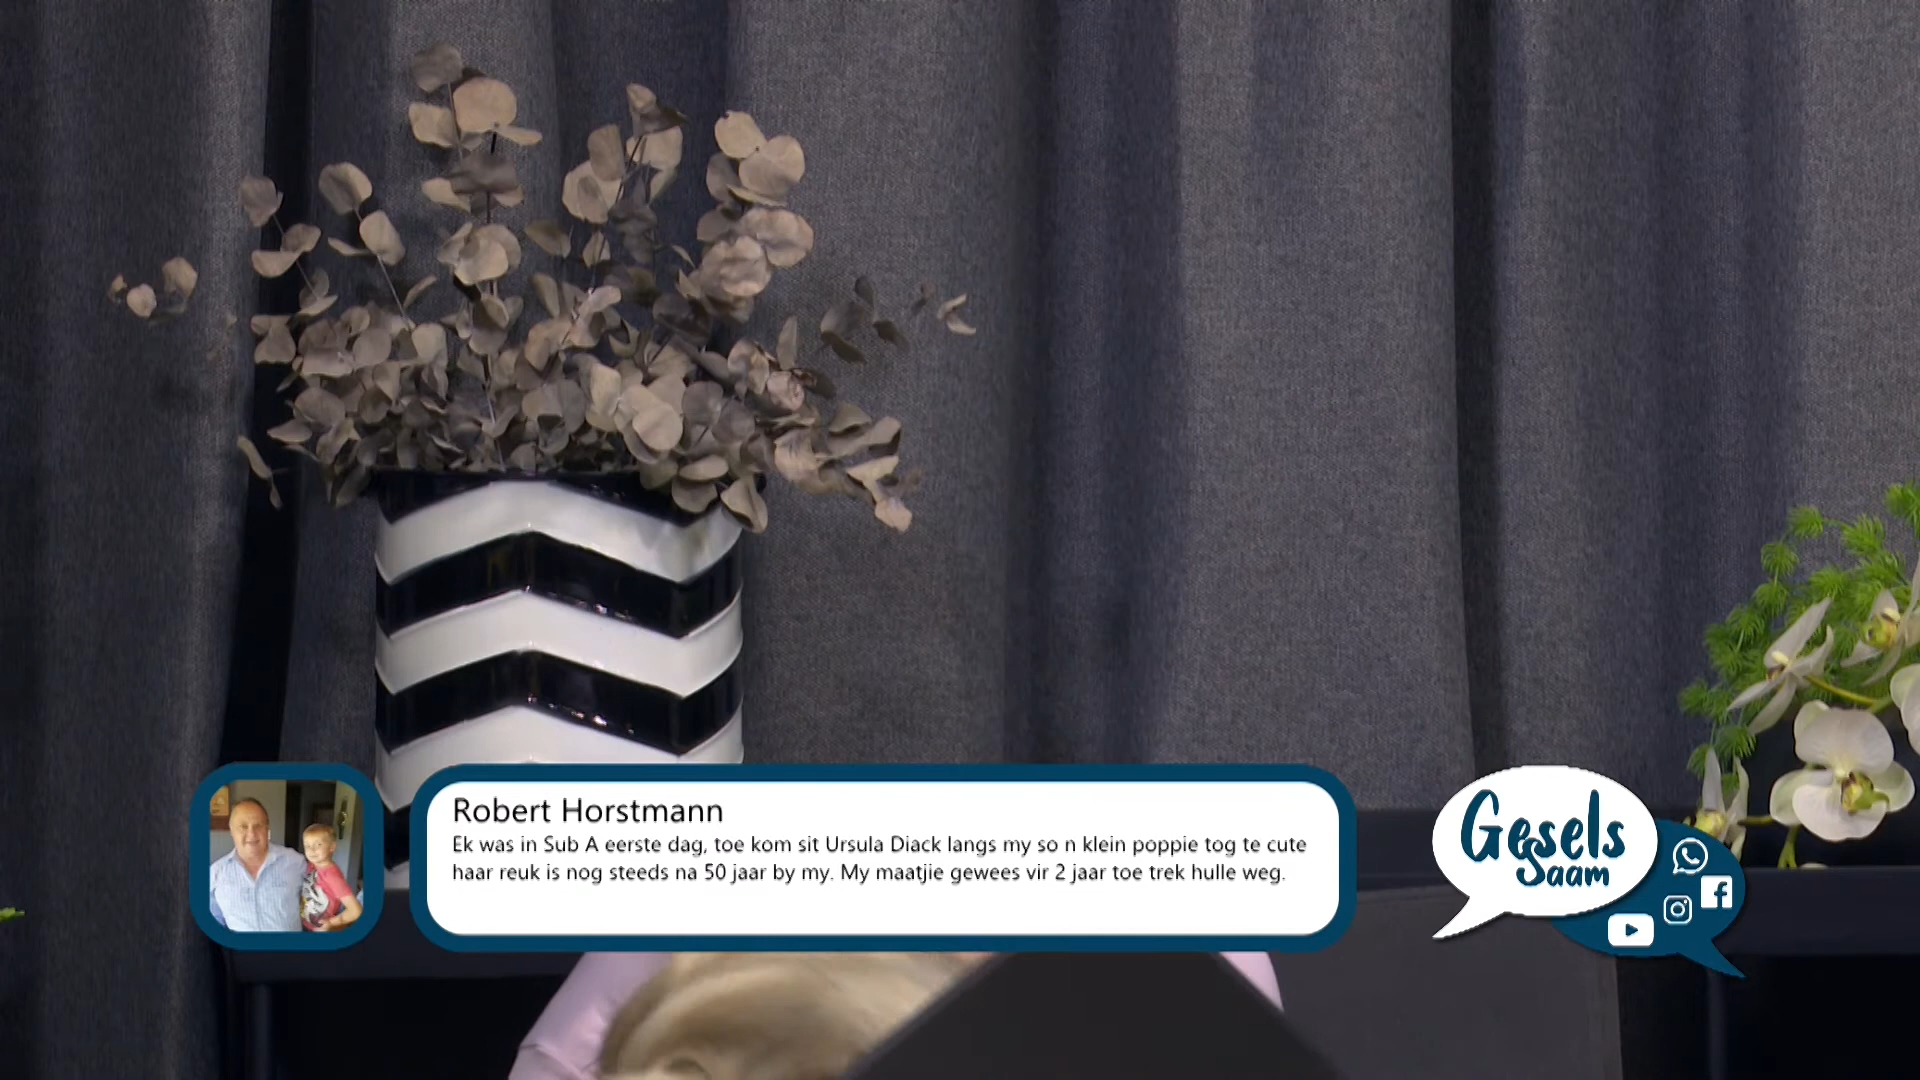 Robert Horstmann
Ek was in Sub A eerste dag, toe kom sit Ursula Diack langs my so n klein poppie tog te cute
haar reuk is nog steeds na 50 jaar by my. My maatjie gewees vir 2 jaar toe trek hulle weg.
Gesels
Saam